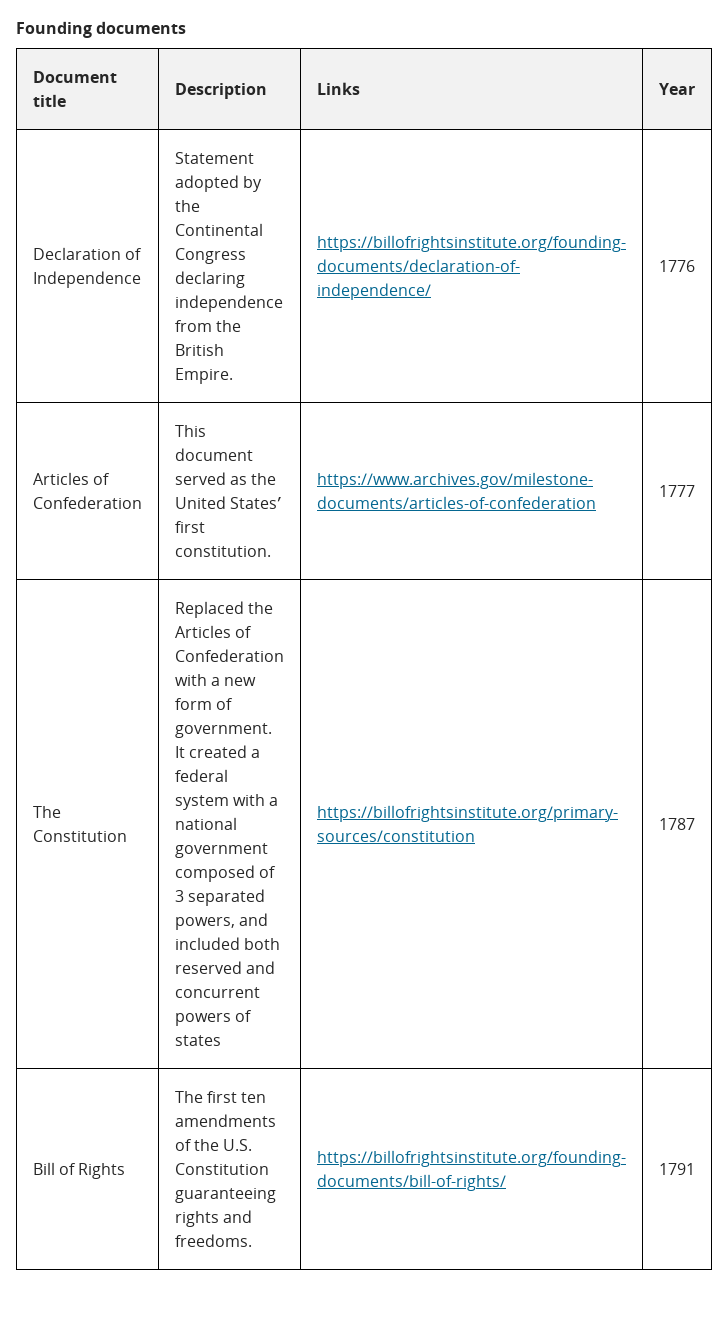 Founding documents
Document
title
Description
Links
Year
Declaration of
Independence
Statement
adopted by
the
Continental
Congress
declaring
independence
from the
British
Empire.
https://billofrightsinstitute.org/founding-
documents/declaration-of-
independence/
1776
Articles of
Confederation
This
document
served as the
United States’
first
constitution.
https://www.archives.gov/milestone-
documents/articles-of-confederation
1777
The
Constitution
Replaced the
Articles of
Confederation
with a new
form of
government.
It created a
federal
system with a
national
government
composed of
3 separated
powers, and
included both
reserved and
concurrent
powers of
states
https://billofrightsinstitute.org/primary-
sources/constitution
1787
Bill of Rights
The first ten
amendments
of the U.S.
Constitution
guaranteeing
rights and
freedoms.
https://billofrightsinstitute.org/founding-
documents/bill-of-rights/
1791